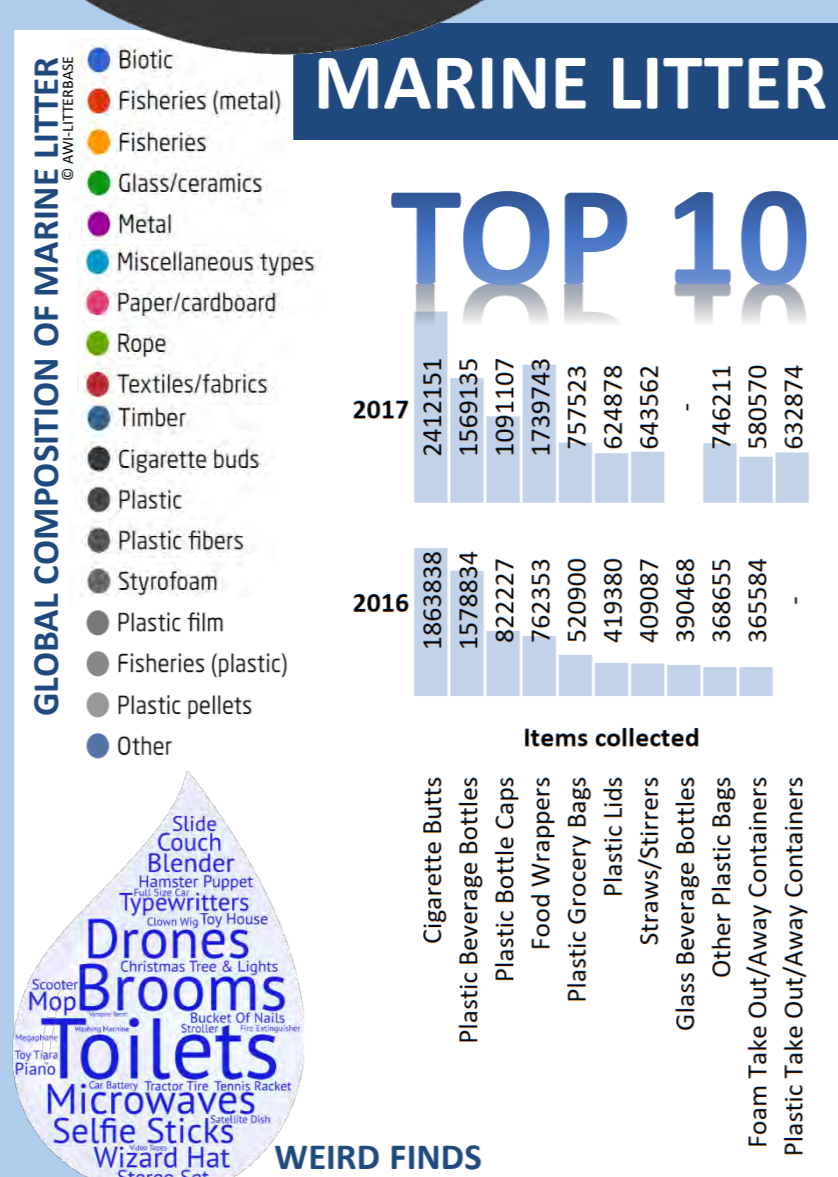 MARINE LITTER
GLOBAL COMPOSITION OF MARINE LITTER
© AWI-LITTERBASE
Biotic
Fisheries (metal)
Fisheries
Glass/ceramics
Metal
Miscellaneous types
Paper/cardboard
Rope
Textiles/fabrics
Timber
Cigarette buds
Plastic
Plastic fibers
Styrofoam
Plastic film
Fisheries (plastic)
Plastic pellets
Other
TOP 10
2017
2412151
1569135
1091107
1739743
757523
624878
643562
-
746211
580570
632874
2016
1863838
1578834
822227
762353
520900
419380
409087
390468
368655
365584
-
Items collected
Cigarette Butts
Plastic Beverage Bottles
Plastic Bottle Caps
Food Wrappers
Plastic Grocery Bags
Plastic Lids
Straws/Stirrers
Glass Beverage Bottles
Other Plastic Bags
Foam Take Out/Away Containers
Plastic Take Out/Away Containers
Slide
Couch
Blender
Hamster Puppet
Full Size Car
Typewritters
Clown Wig Toy House
Drones
Christmas Tree & Lights
Scooter
Mop Brooms
Bucket Of Nails
Washing Machine Stroller Fire Extinguisher
Megaphone
Toilets
Toy Tiara
Piano
Car Battery Tractor Tire Tennis Racket
Microwaves
Satellite Dish
Selfie Sticks
Video Tapes
Wizard Hat
Stereo Set
WEIRD FINDS